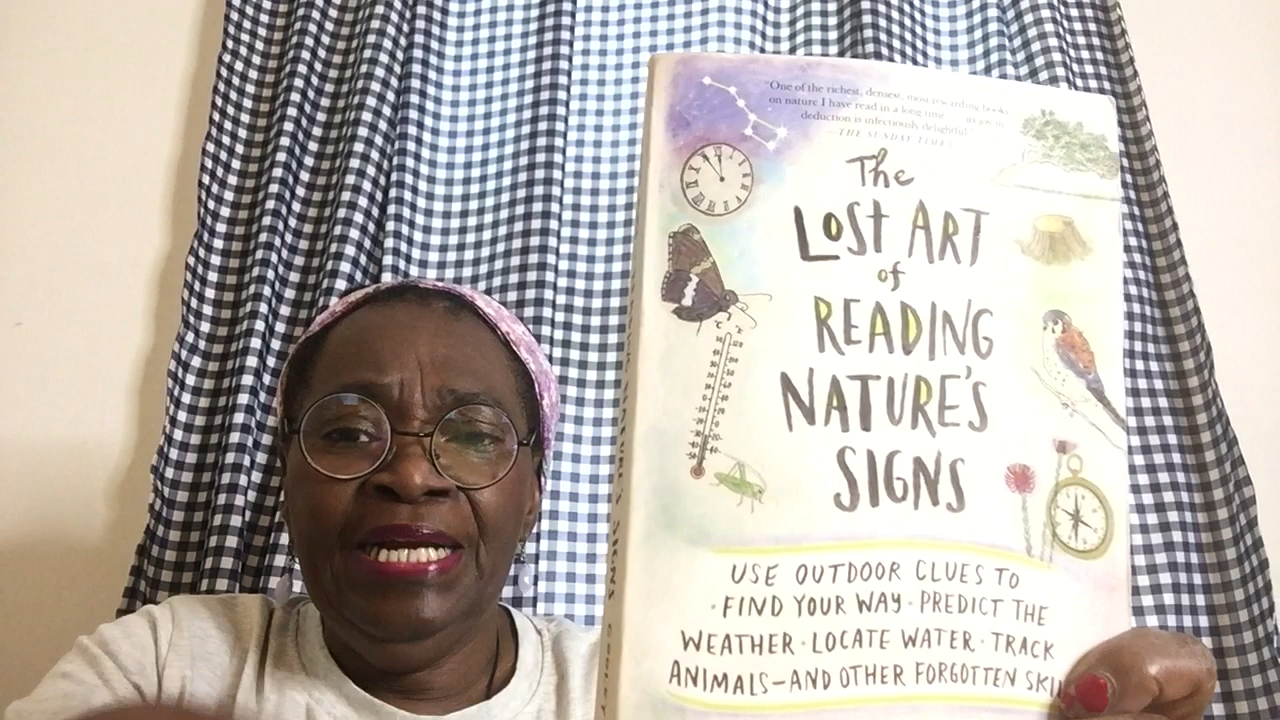 "One of the richest, densest, most rewarding books
on nature I have read in a long time
deduction is infectiously delightful."
—THE SUNDAY TIMES
The
LOST ART
of
READING
NATURE'S
SIGNS
USE OUTDOOR CLUES TO
· FIND YOUR WAY · PREDICT THE
WEATHER · LOCATE WATER · TRACK
ANIMALS—AND OTHER FORGOTTEN